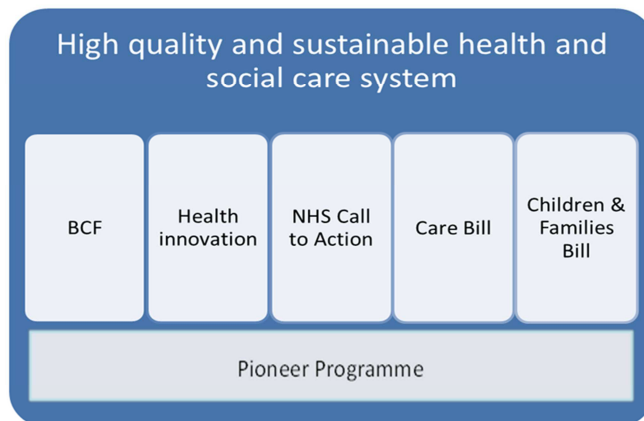 High quality and sustainable health and
social care system
BCF
Health
innovation
NHS Call
to Action
Care Bill
Children &
Families
Bill
Pioneer Programme